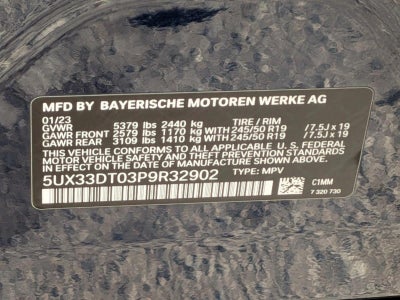 MFD BY BAYERISCHE MOTOREN WERKE AG
01/23 TIRE / RIM
GVWR 5379 lbs 2440 kg
GAWR FRONT 2579 lbs 1170 kg WITH 245/50 R19 / 7.5J x 19
GAWR REAR 3109 lbs 1410 kg WITH 245/50 R19 / 7.5J x 19
THIS VEHICLE CONFORMS TO ALL APPLICABLE U. S. FEDERAL
MOTOR VEHICLE SAFETY AND THEFT PREVENTION STANDARDS
IN EFFECT ON THE DATE OF MANUFACTURE SHOWN ABOVE.
5UX33DT03P9R32902 TYPE: MPV
C1MM
7 320 730